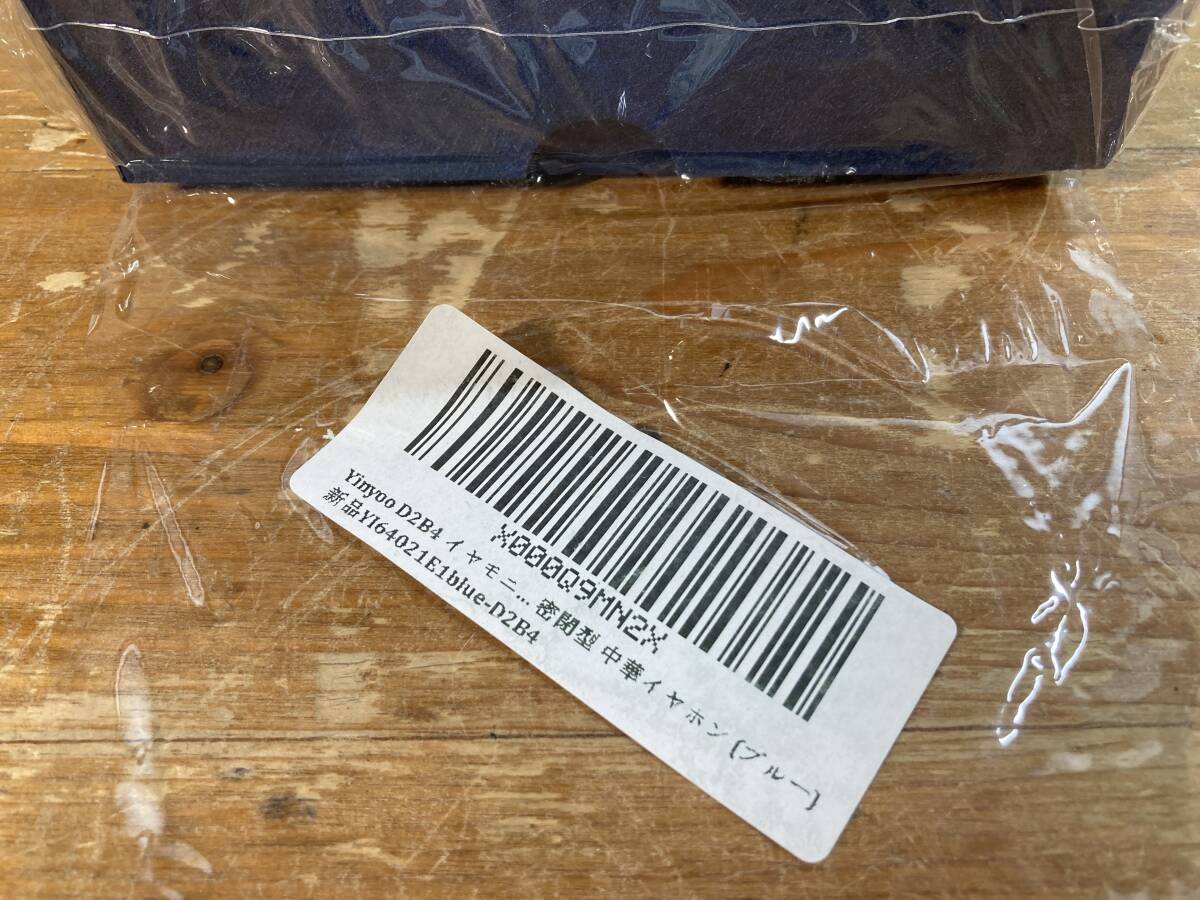 X000Q9MN2X
Yinyoo D2B4 イヤモニ... 密閉型 中華イヤホン (ブルー)
新品YI64021E1blue-D2B4